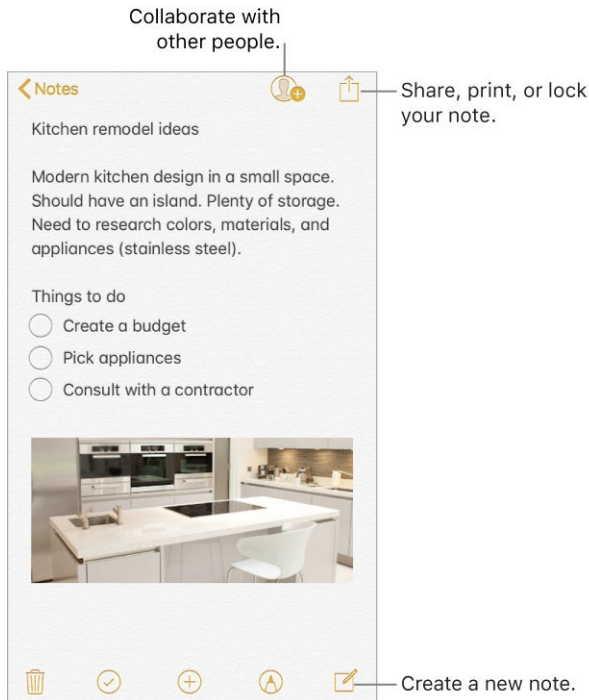 Collaborate with
other people.
Notes
Share, print, or lock
your note.
Kitchen remodel ideas
Modern kitchen design in a small space.
Should have an island. Plenty of storage.
Need to research colors, materials, and
appliances (stainless steel).
Things to do
Create a budget
Pick appliances
Consult with a contractor
Create a new note.